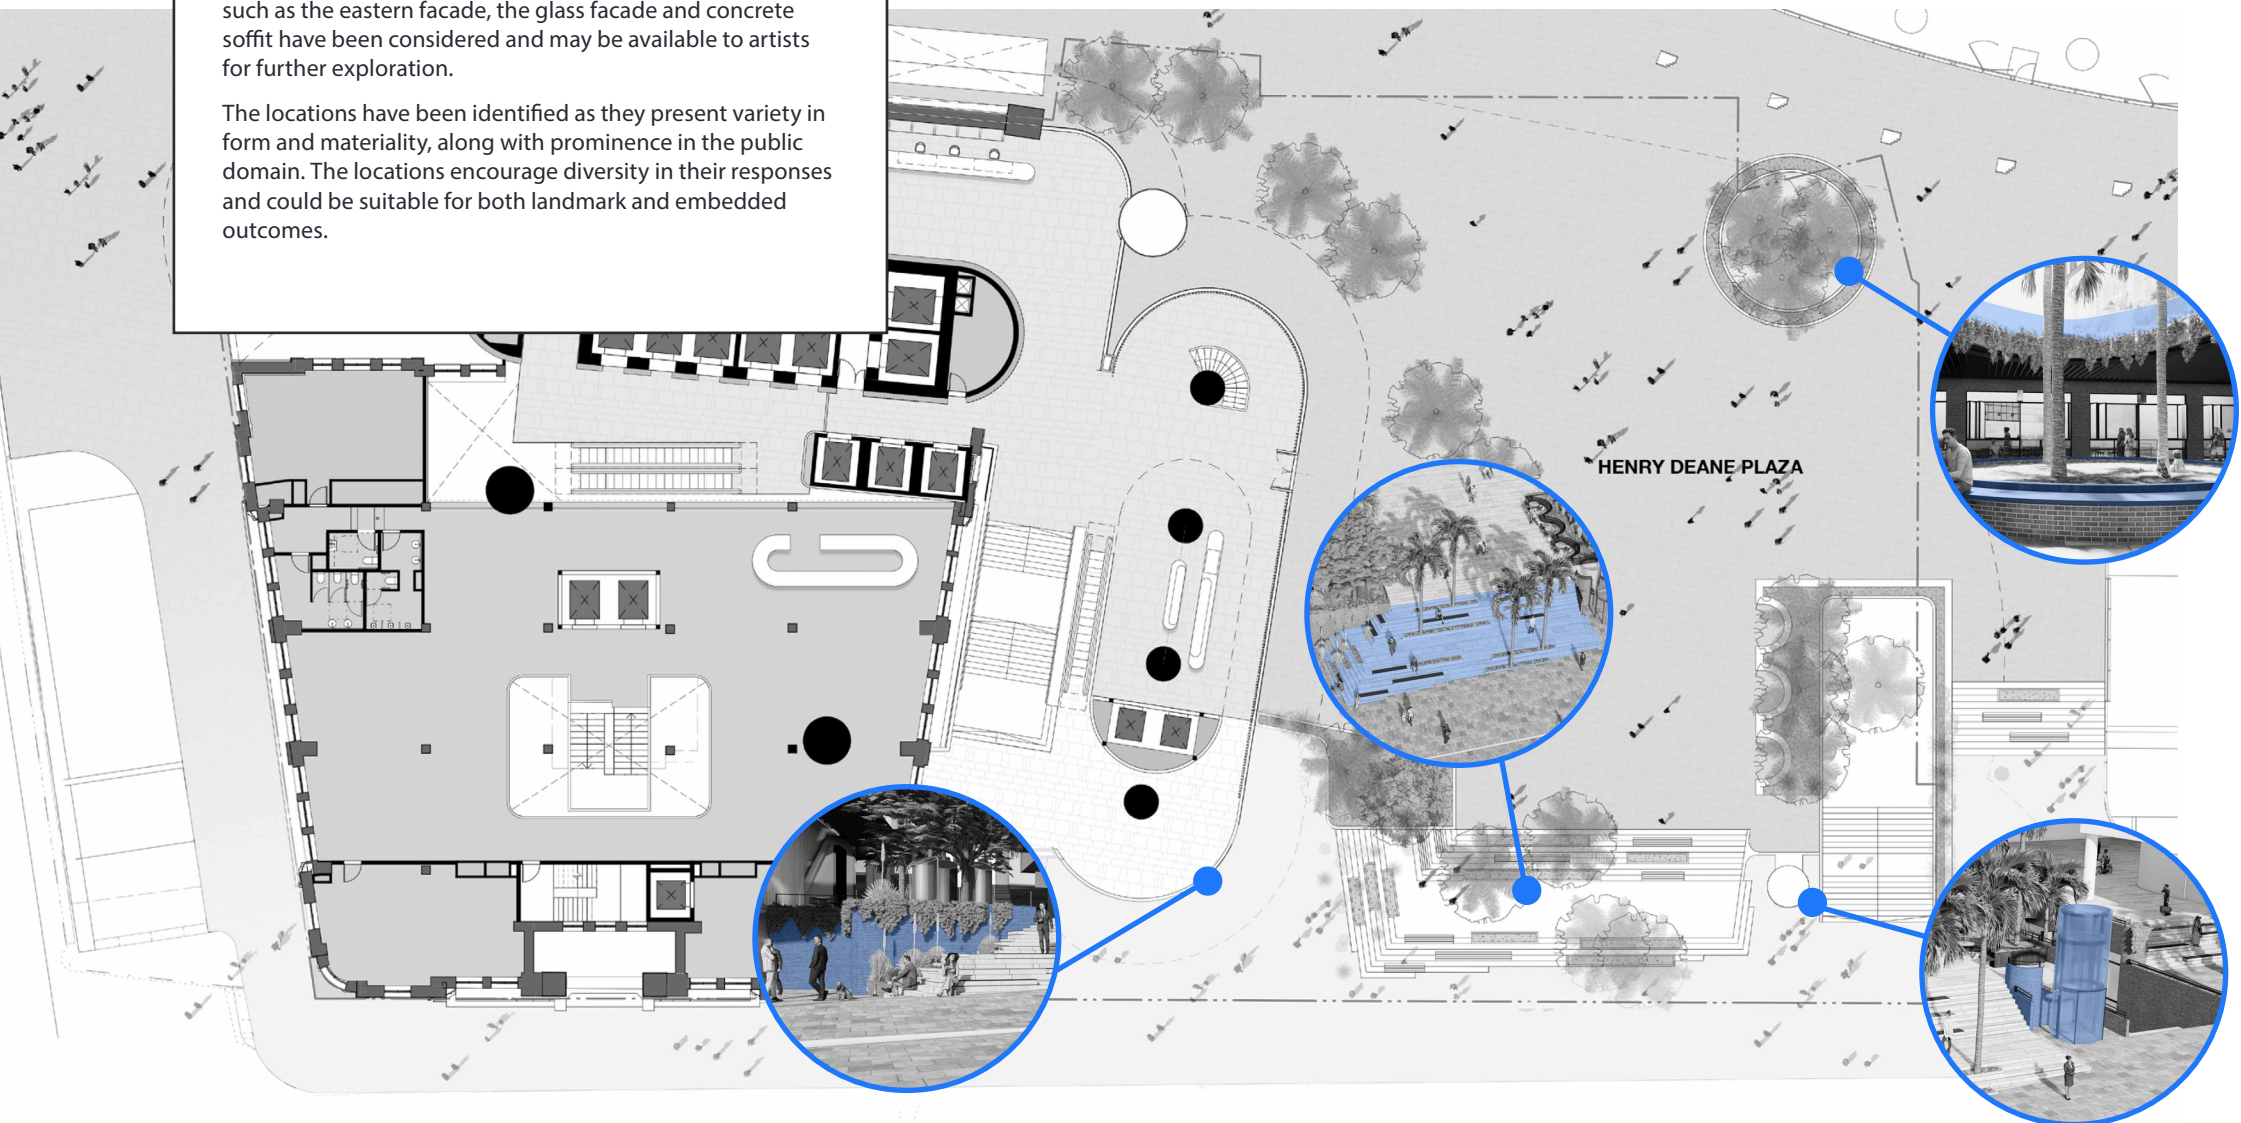 such as the eastern facade, the glass facade and concrete
soffit have been considered and may be available to artists
for further exploration.
The locations have been identified as they present variety in
form and materiality, along with prominence in the public
domain. The locations encourage diversity in their responses
and could be suitable for both landmark and embedded
outcomes.
HENRY DEANE PLAZA